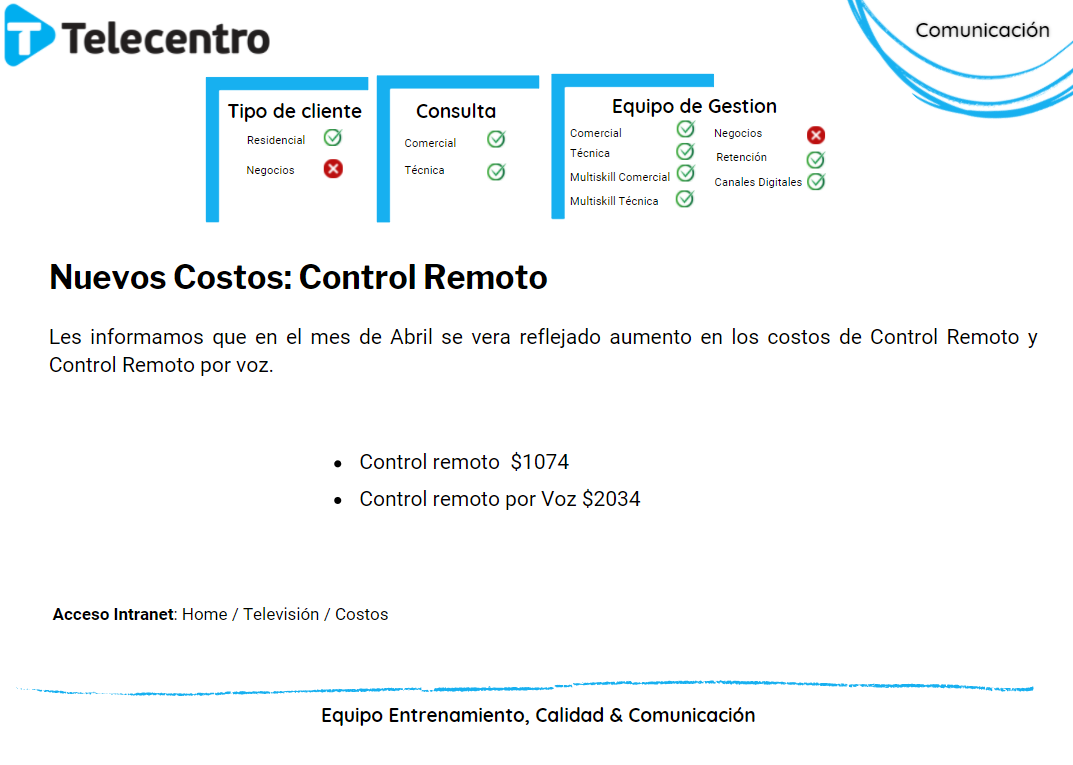 Telecentro
Comunicación
Tipo de cliente
Residencial
Negocios
Consulta
Comercial
Técnica
Equipo de Gestion
Comercial
Técnica
Multiskill Comercial
Multiskill Técnica
Negocios
Retención
Canales Digitales
Nuevos Costos: Control Remoto
Les informamos que en el mes de Abril se vera reflejado aumento en los costos de Control Remoto y
Control Remoto por voz.
• Control remoto $1074
• Control remoto por Voz $2034
Acceso Intranet: Home / Televisión / Costos
Equipo Entrenamiento, Calidad & Comunicación